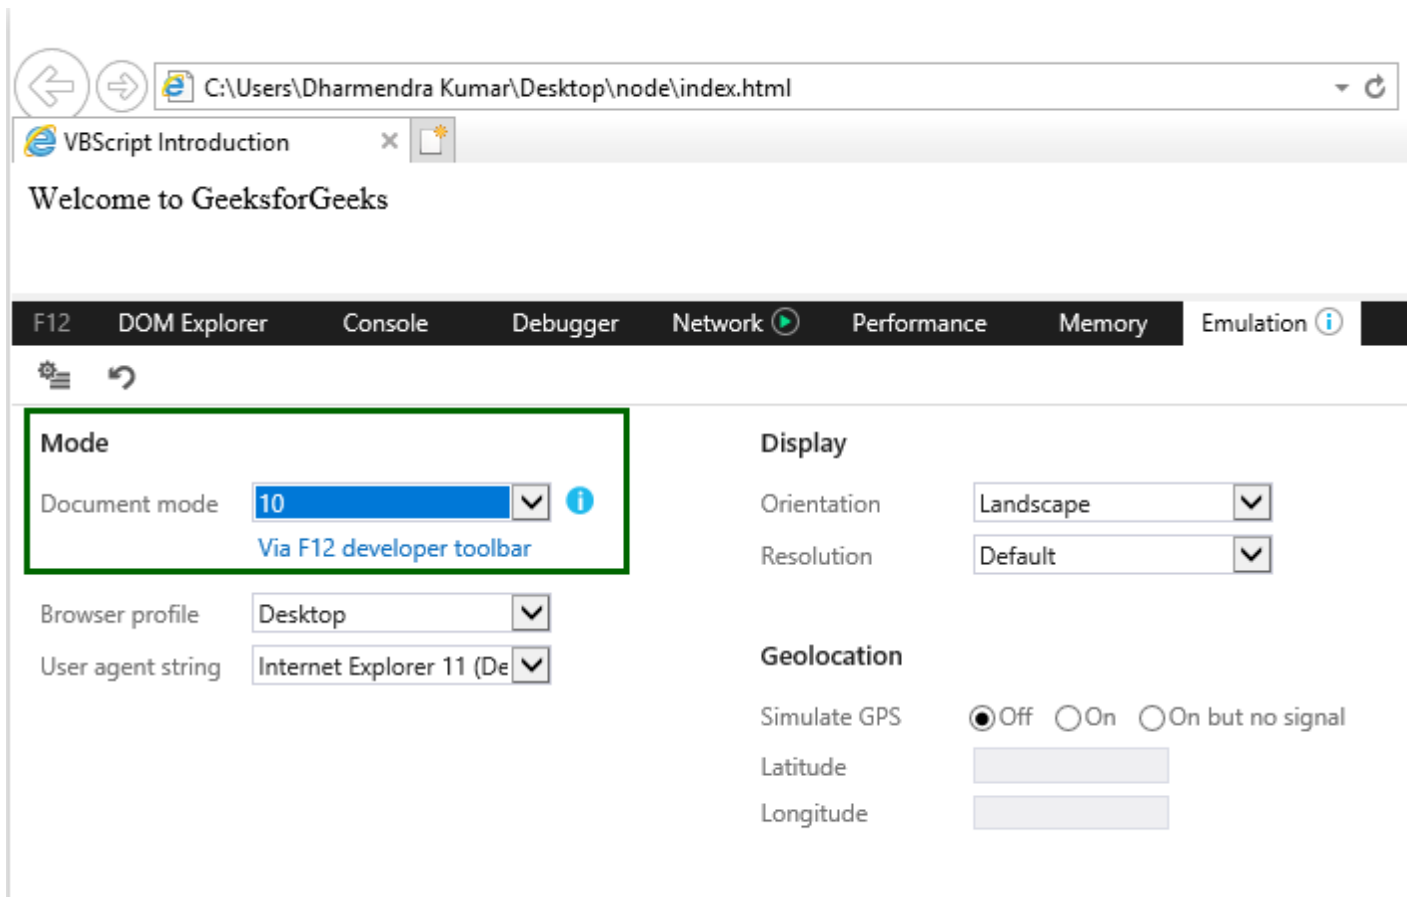 C:\Users\Dharmendra Kumar\Desktop\node\index.html
VBScript Introduction
Welcome to GeeksforGeeks
F12 DOM Explorer Console Debugger Network Performance Memory Emulation
Mode
Document mode 10
Via F12 developer toolbar
Browser profile Desktop
User agent string Internet Explorer 11 (De
Display
Orientation Landscape
Resolution Default
Geolocation
Simulate GPS Off On On but no signal
Latitude
Longitude